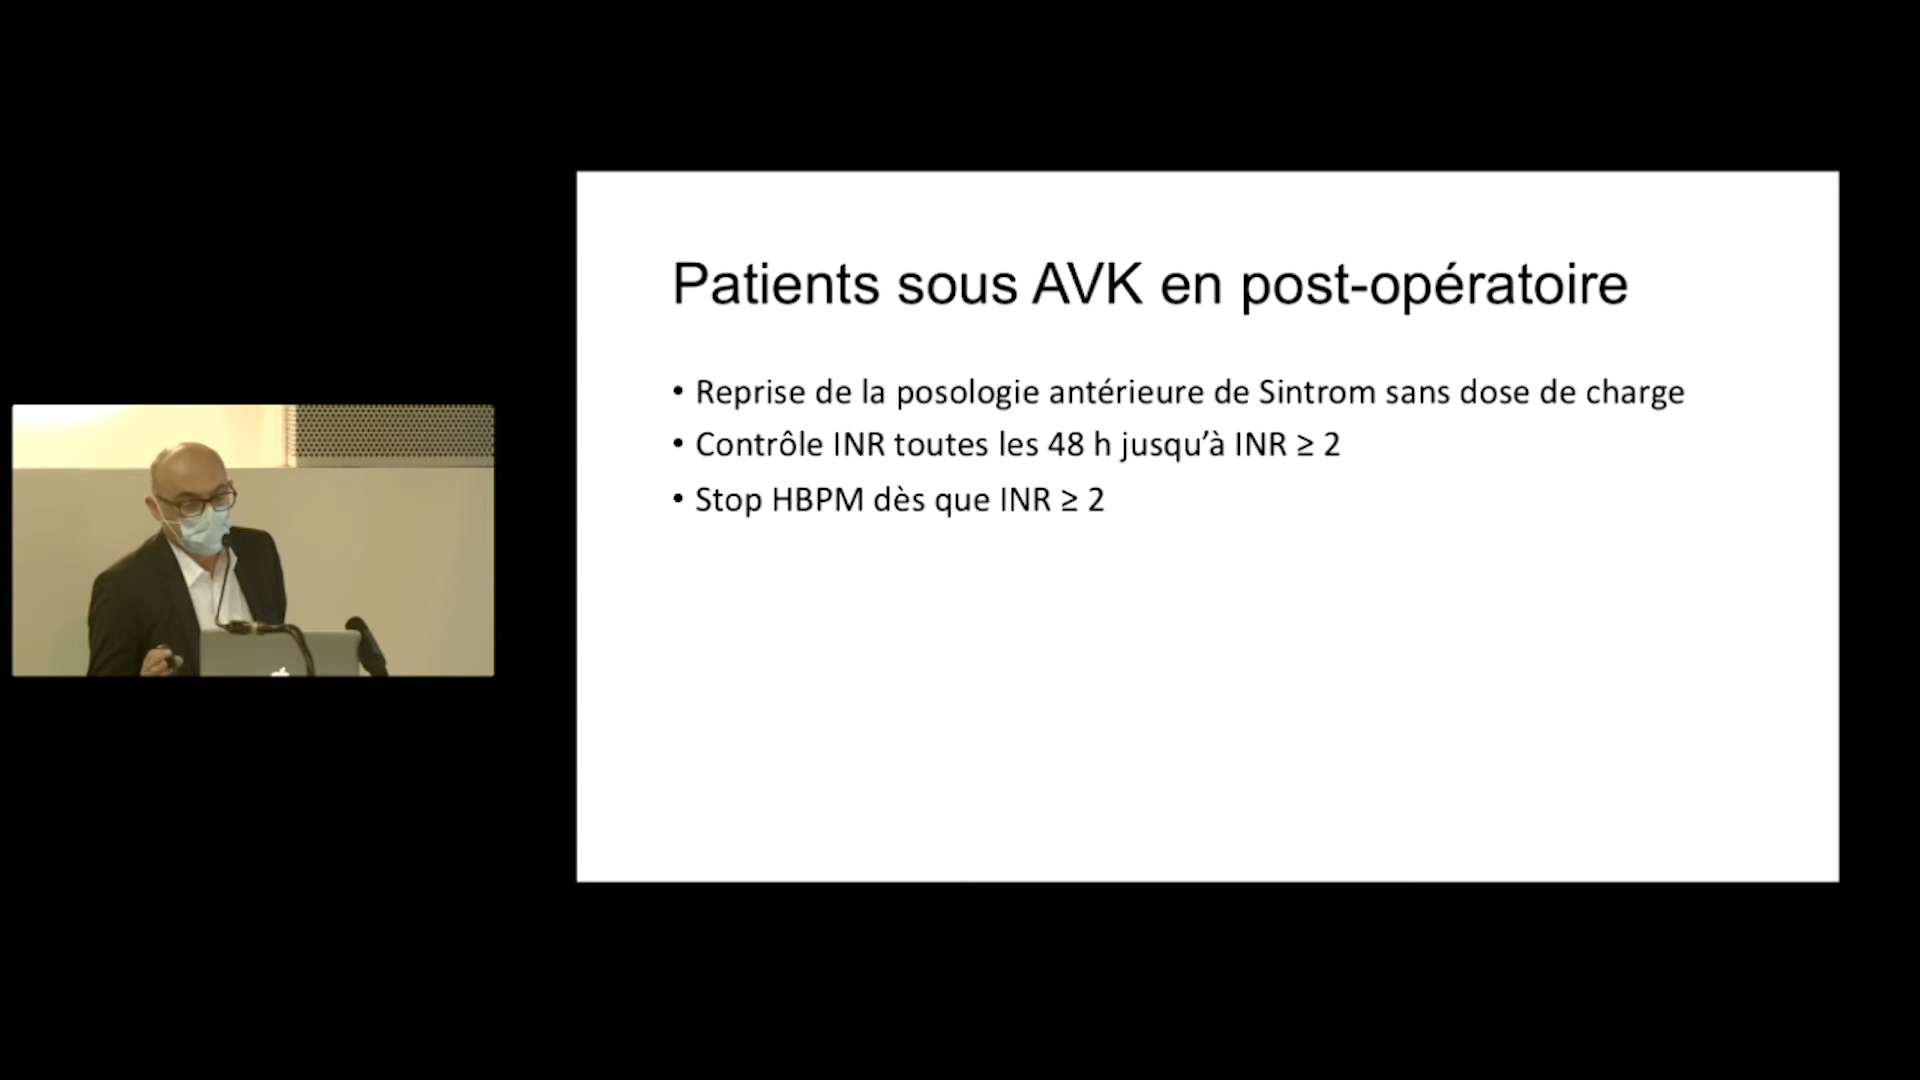 Patients sous AVK en post-opératoire
• Reprise de la posologie antérieure de Sintrom sans dose de charge
• Contrôle INR toutes les 48 h jusqu’à INR ≥ 2
• Stop HBPM dès que INR ≥ 2